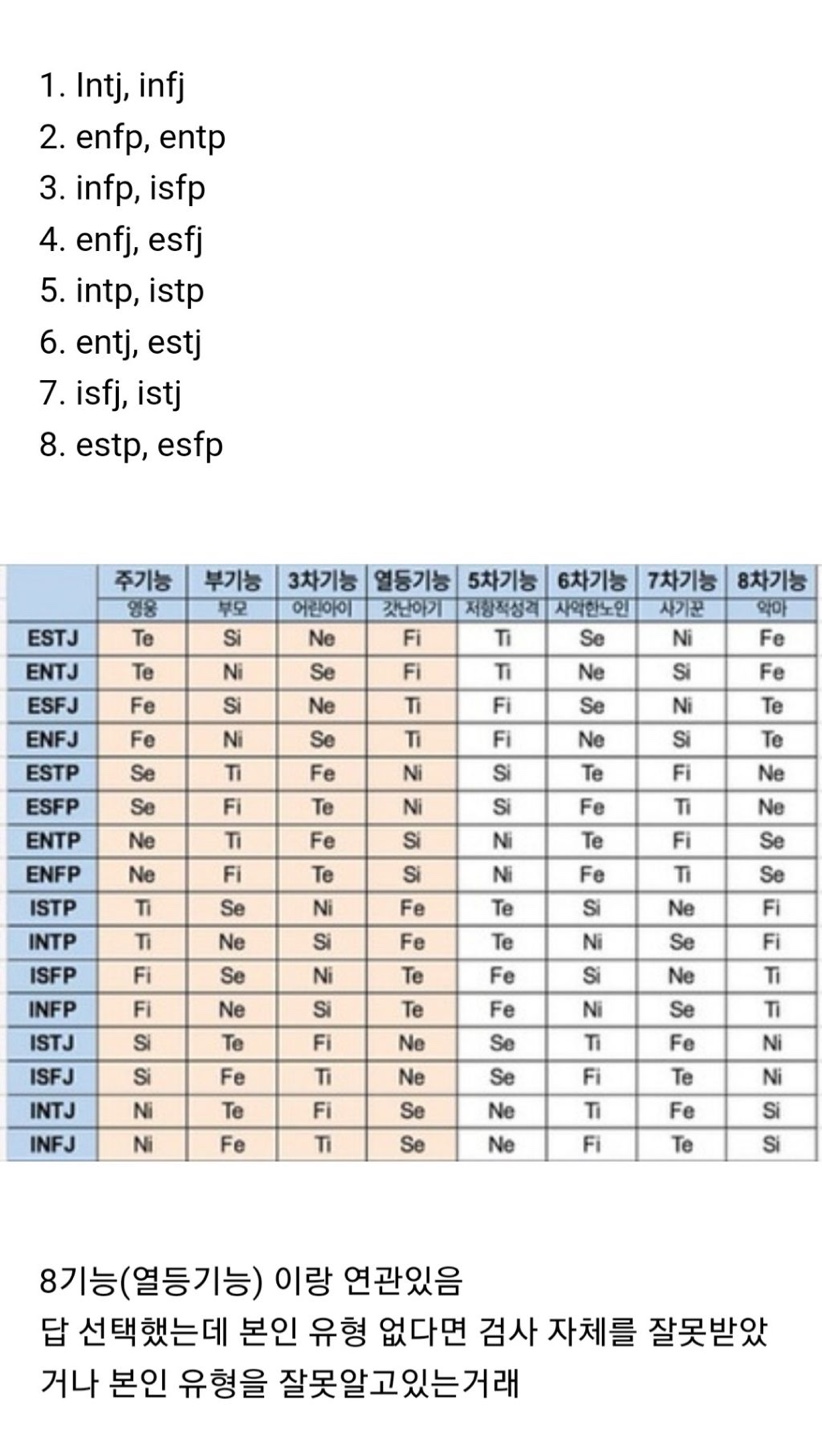 1. Intj, infj
2. enfp, entp
3. infp, isfp
4. enfj, esfj
5. intp, istp
6. entj, estj
7. isfj, istj
8. estp, esfp
주기능 부기능 3차기능 열등기능 5차기능 6차기능 7차기능 8차기능
영웅 부모 어린아이 갓난아기 저항적성격 사악한노인 사기꾼 악마
ESTJ Te Si Ne Fi Ti Se Ni Fe
ENTJ Te Ni Se Fi Ti Ne Si Fe
ESFJ Fe Si Ne Ti Fi Se Ni Te
ENFJ Fe Ni Se Ti Fi Ne Si Te
ESTP Se Ti Fe Ni Si Te Fi Ne
ESFP Se Fi Te Ni Si Fe Ti Ne
ENTP Ne Ti Fe Si Ni Te Fi Se
ENFP Ne Fi Te Si Ni Fe Ti Se
ISTP Ti Se Ni Fe Te Si Ne Fi
INTP Ti Ne Si Fe Te Ni Se Fi
ISFP Fi Se Ni Te Fe Si Ne Ti
INFP Fi Ne Si Te Fe Ni Se Ti
ISTJ Si Te Fi Ne Se Ti Fe Ni
ISFJ Si Fe Ti Ne Se Fi Te Ni
INTJ Ni Te Fi Se Ne Ti Fe Si
INFJ Ni Fe Ti Se Ne Fi Te Si
8기능(열등기능) 이랑 연관있음
답 선택했는데 본인 유형 없다면 검사 자체를 잘못받았
거나 본인 유형을 잘못알고있는거래